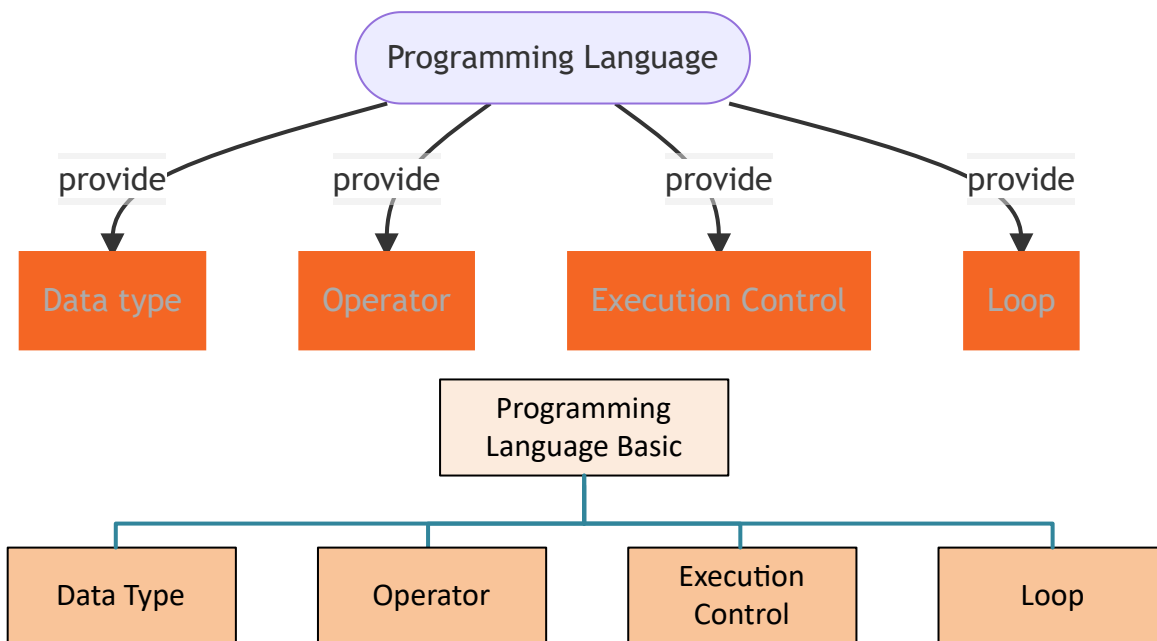 Programming Language
provide provide provide provide
Data type Operator Execution Control Loop
Programming
Language Basic
Data Type Operator Execution
Control Loop